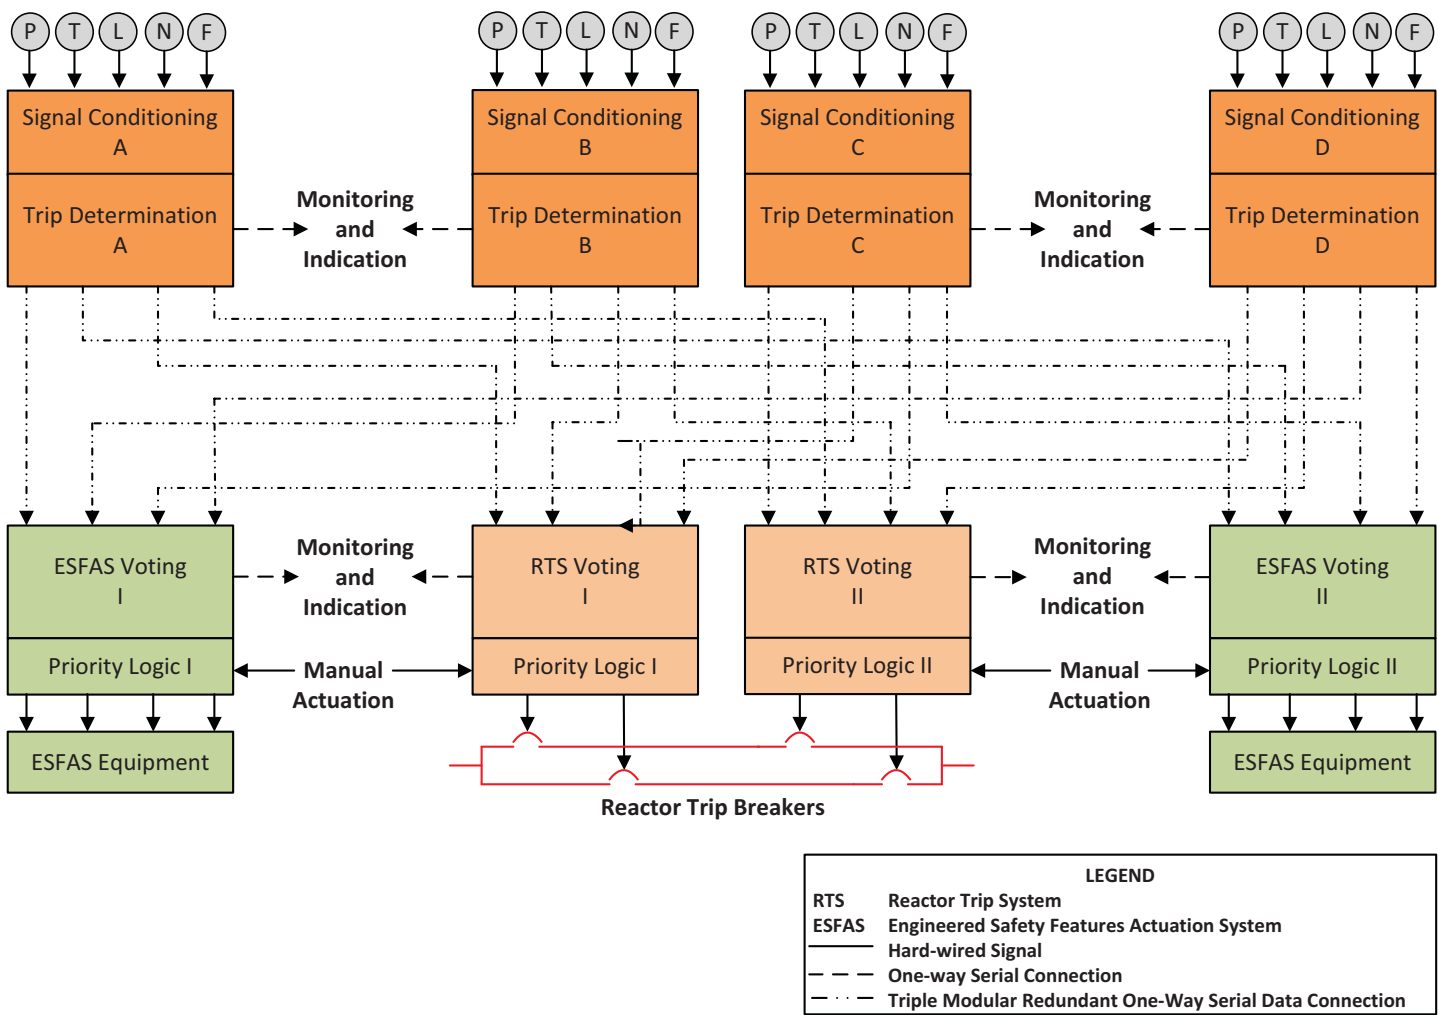 P T L N F P T L N F P T L N F P T L N F
Signal Conditioning
A
Signal Conditioning
B
Signal Conditioning
C
Signal Conditioning
D
Trip Determination
A
Monitoring
and
Indication
Trip Determination
B
Trip Determination
C
Monitoring
and
Indication
Trip Determination
D
ESFAS Voting
I
Monitoring
and
Indication
RTS Voting
I
RTS Voting
II
Monitoring
and
Indication
ESFAS Voting
II
Priority Logic I
Manual
Actuation
Priority Logic I
Priority Logic II
Manual
Actuation
Priority Logic II
ESFAS Equipment
ESFAS Equipment
Reactor Trip Breakers
LEGEND
RTS Reactor Trip System
ESFAS Engineered Safety Features Actuation System
Hard-wired Signal
One-way Serial Connection
Triple Modular Redundant One-Way Serial Data Connection